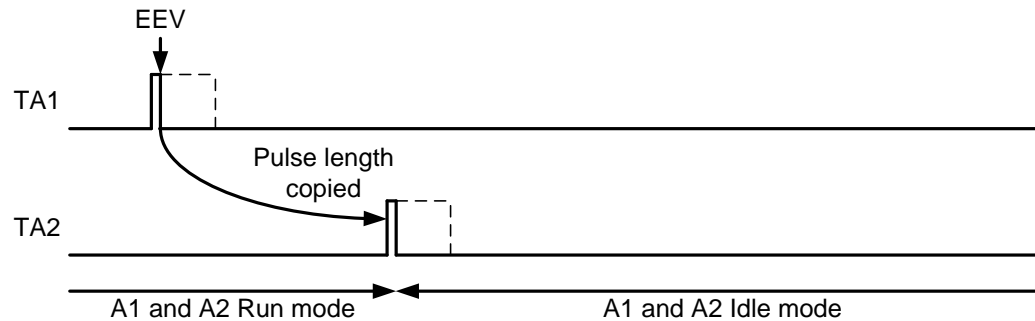 EEV
TA1
Pulse length
copied
TA2
A1 and A2 Run mode
A1 and A2 Idle mode